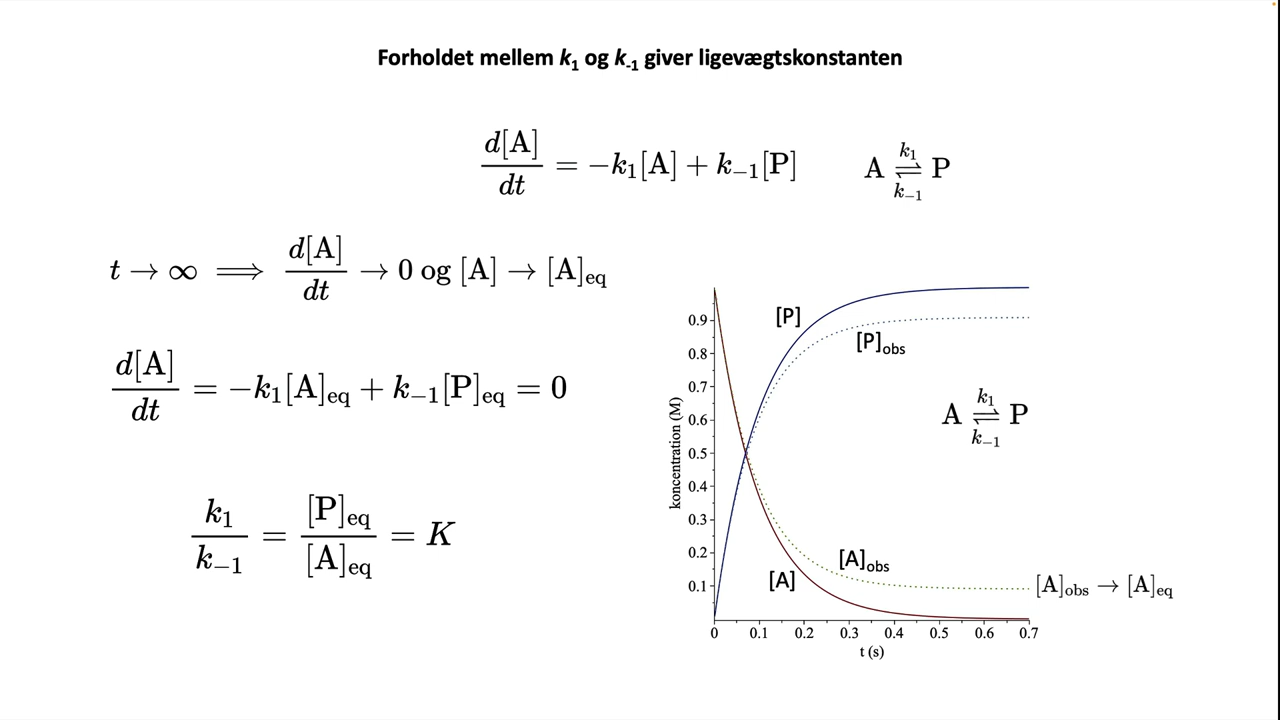 Forholdet mellem k₁ og k₋₁ giver ligevægtskonstanten
d[A]/dt = −k₁[A] + k₋₁[P]
A ⇌ P
k₁
k₋₁
t → ∞ ⟹ d[A]/dt → 0 og [A] → [A]eq
d[A]/dt = −k₁[A]eq + k₋₁[P]eq = 0
k₁/k₋₁ = [P]eq/[A]eq = K
koncentration (M)
0.9
0.8
0.7
0.6
0.5
0.4
0.3
0.2
0.1
[P]
[P]obs
A ⇌ P
k₁
k₋₁
[A]obs
[A]
[A]obs → [A]eq
0 0.1 0.2 0.3 0.4 0.5 0.6 0.7
t (s)